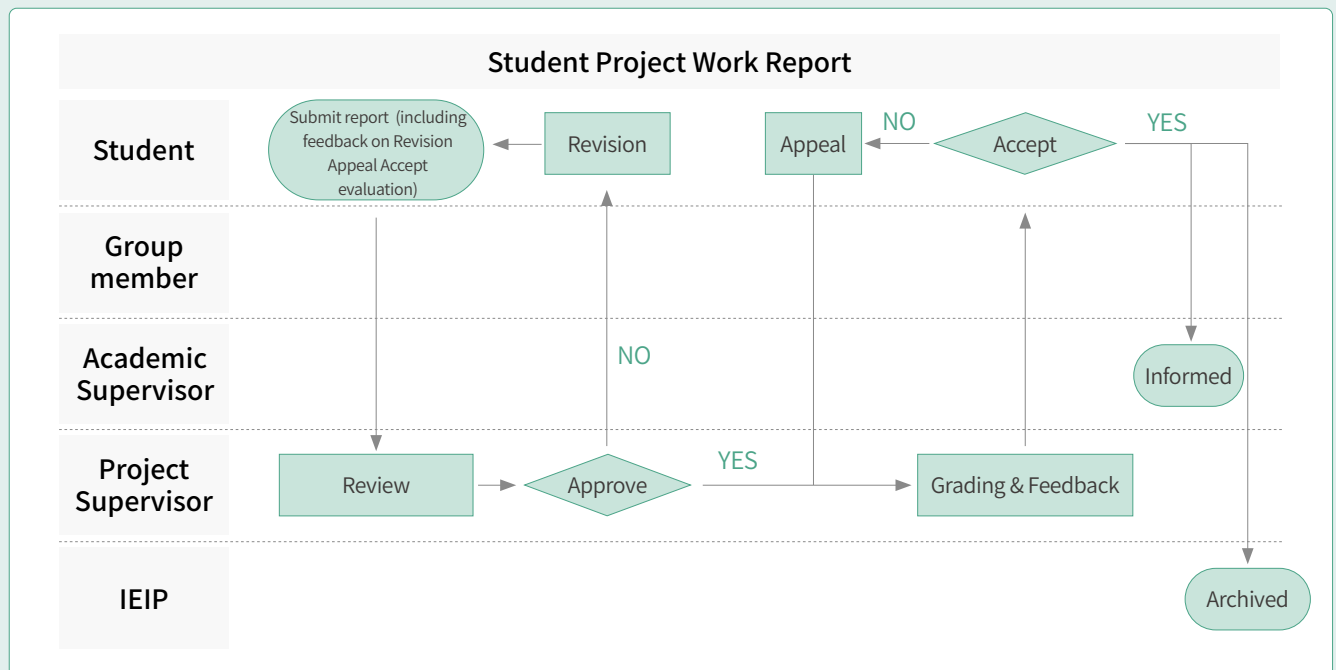 Student Project Work Report
Student
Submit report (including
feedback on Revision
Appeal Accept
evaluation)
Revision
Appeal
NO
Accept
YES
Group
member
Academic
Supervisor
NO
Informed
Project
Supervisor
Review
Approve
YES
Grading & Feedback
IEIP
Archived